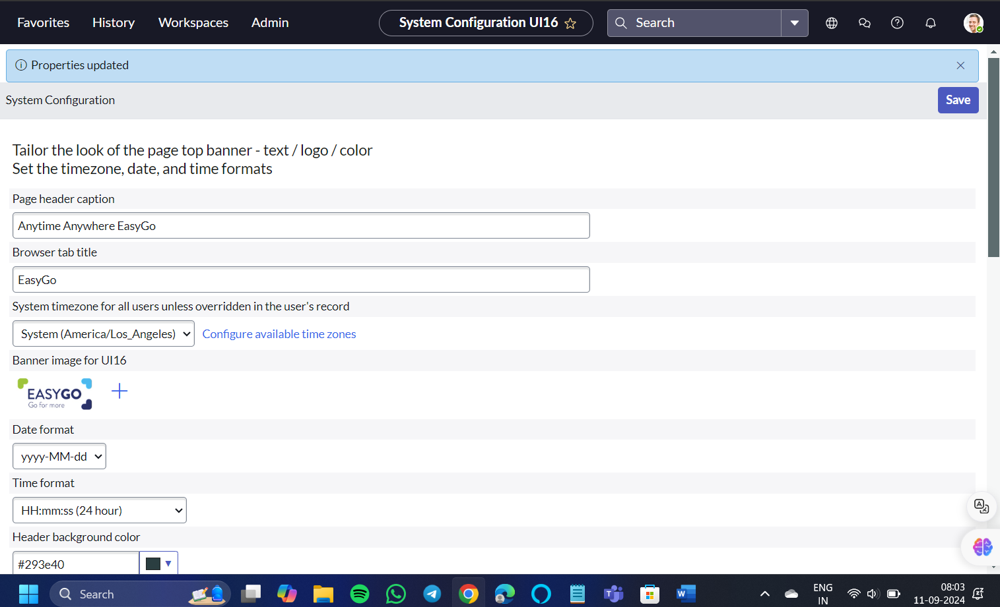 Favorites History Workspaces Admin System Configuration UI16 Search
Properties updated
System Configuration Save
Tailor the look of the page top banner - text / logo / color
Set the timezone, date, and time formats
Page header caption
Anytime Anywhere EasyGo
Browser tab title
EasyGo
System timezone for all users unless overridden in the user's record
System (America/Los_Angeles) Configure available time zones
Banner image for UI16
EASYGO
Go for more
Date format
yyyy-MM-dd
Time format
HH:mm:ss (24 hour)
Header background color
#293e40
Search ENG 08:03
IN 11-09-2024